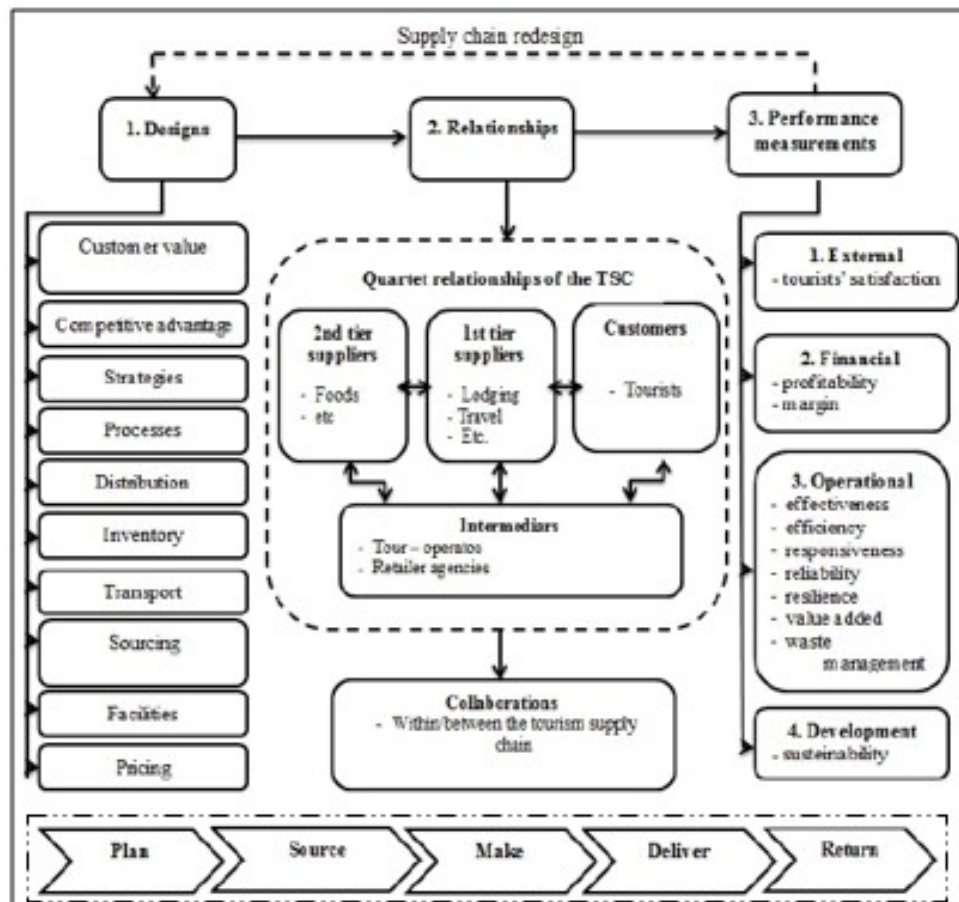 Supply chain redesign
1. Designs
2. Relationships
3. Performance
measurements
Customer value
Competitive advantage
Strategies
Processes
Distribution
Inventory
Transport
Sourcing
Facilities
Pricing
Quartet relationships of the TSC
2nd tier
suppliers
- Foods
- etc
1st tier
suppliers
- Lodging
- Travel
- Etc.
Customers
- Tourists
Intermediars
- Tour – operator
- Retailer agencies
Collaborations
- Within/between the tourism supply
chain
1. External
- tourists' satisfaction
2. Financial
- profitability
- margin
3. Operational
- effectiveness
- efficiency
- responsiveness
- reliability
- resilience
- value added
- waste
management
4. Development
- sustainability
Plan
Source
Make
Deliver
Return